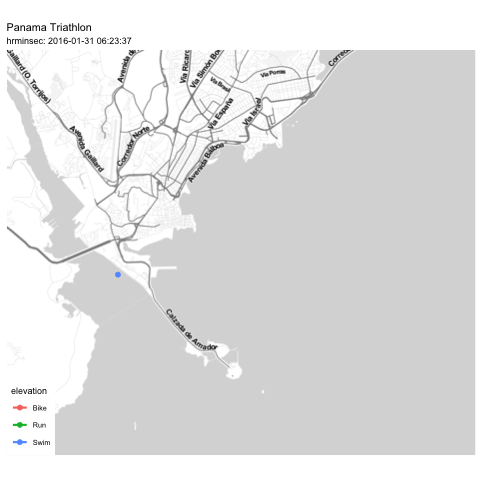 Panama Triathlon
hrminsec: 2016-01-31 06:23:37
Gaillard (O. Torrijos)
Avenida de
Via Ricar
Via Simón Bo
Corredo
Via Porras
Via Brasil
Via España
Via Israel
Avenida Gaillard
Corredor Norte
Avenida Balboa
Calzada de Amador
elevation
Bike
Run
Swim